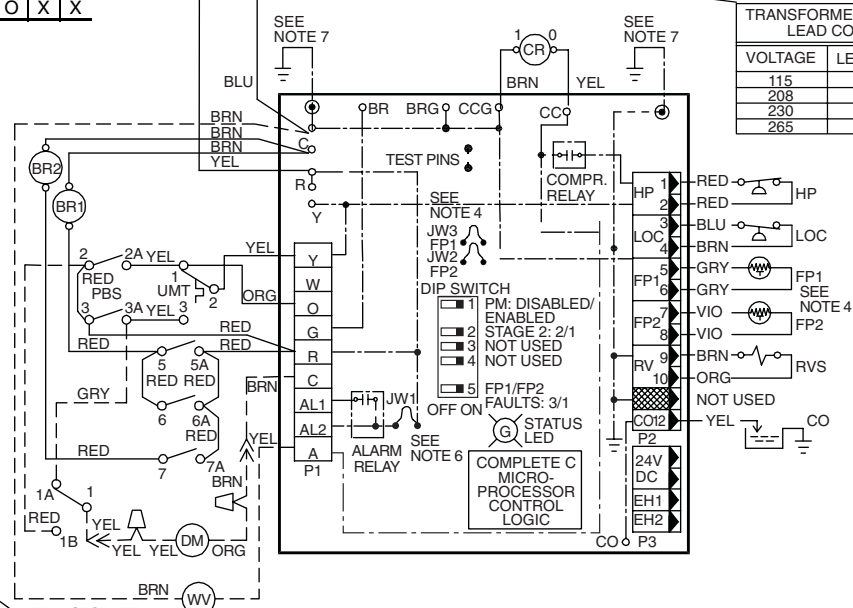 O X X
TRANSFORME
LEAD CO
VOLTAGE LE
115
208
230
265
SEE
NOTE 7
1 0
CR
BRN YEL
SEE
NOTE 7
BLU
BRN
BRN
BRN
YEL
BR BRG CCG CC
C
R
Y
TEST PINS
COMPR.
RELAY
SEE
NOTE 4
JW3
FP1
JW2
FP2
BR2
BR1
2 2A YEL 1
RED
PBS
UMT 2
3 3A YEL 3
YEL
ORG
RED
RED
RED
5 5A
RED RED
GRY
6 6A
RED
RED
7 7A
BRN
BRN
YEL
1A 1
RED
1B
YEL
YEL YEL DM ORG
BRN WV
Y
W
O
G
R
C
AL1
AL2
A
P1
DIP SWITCH
1 PM: DISABLED/
ENABLED
2 STAGE 2: 2/1
3 NOT USED
4 NOT USED
5 FP1/FP2
OFF ON FAULTS: 3/1
G STATUS
LED
JW1
SEE
NOTE 6
ALARM
RELAY
COMPLETE C
MICRO-
PROCESSOR
CONTROL
LOGIC
HP 1 RED
2 RED HP
LOC 3 BLU
4 BRN LOC
FP1 5 GRY
6 GRY FP1
SEE
NOTE 4
FP2 7 VIO
8 VIO FP2
RV 9 BRN
10 ORG RVS
NOT USED
CO 12 YEL CO
P2
24V
DC
EH1
EH2
CO P3